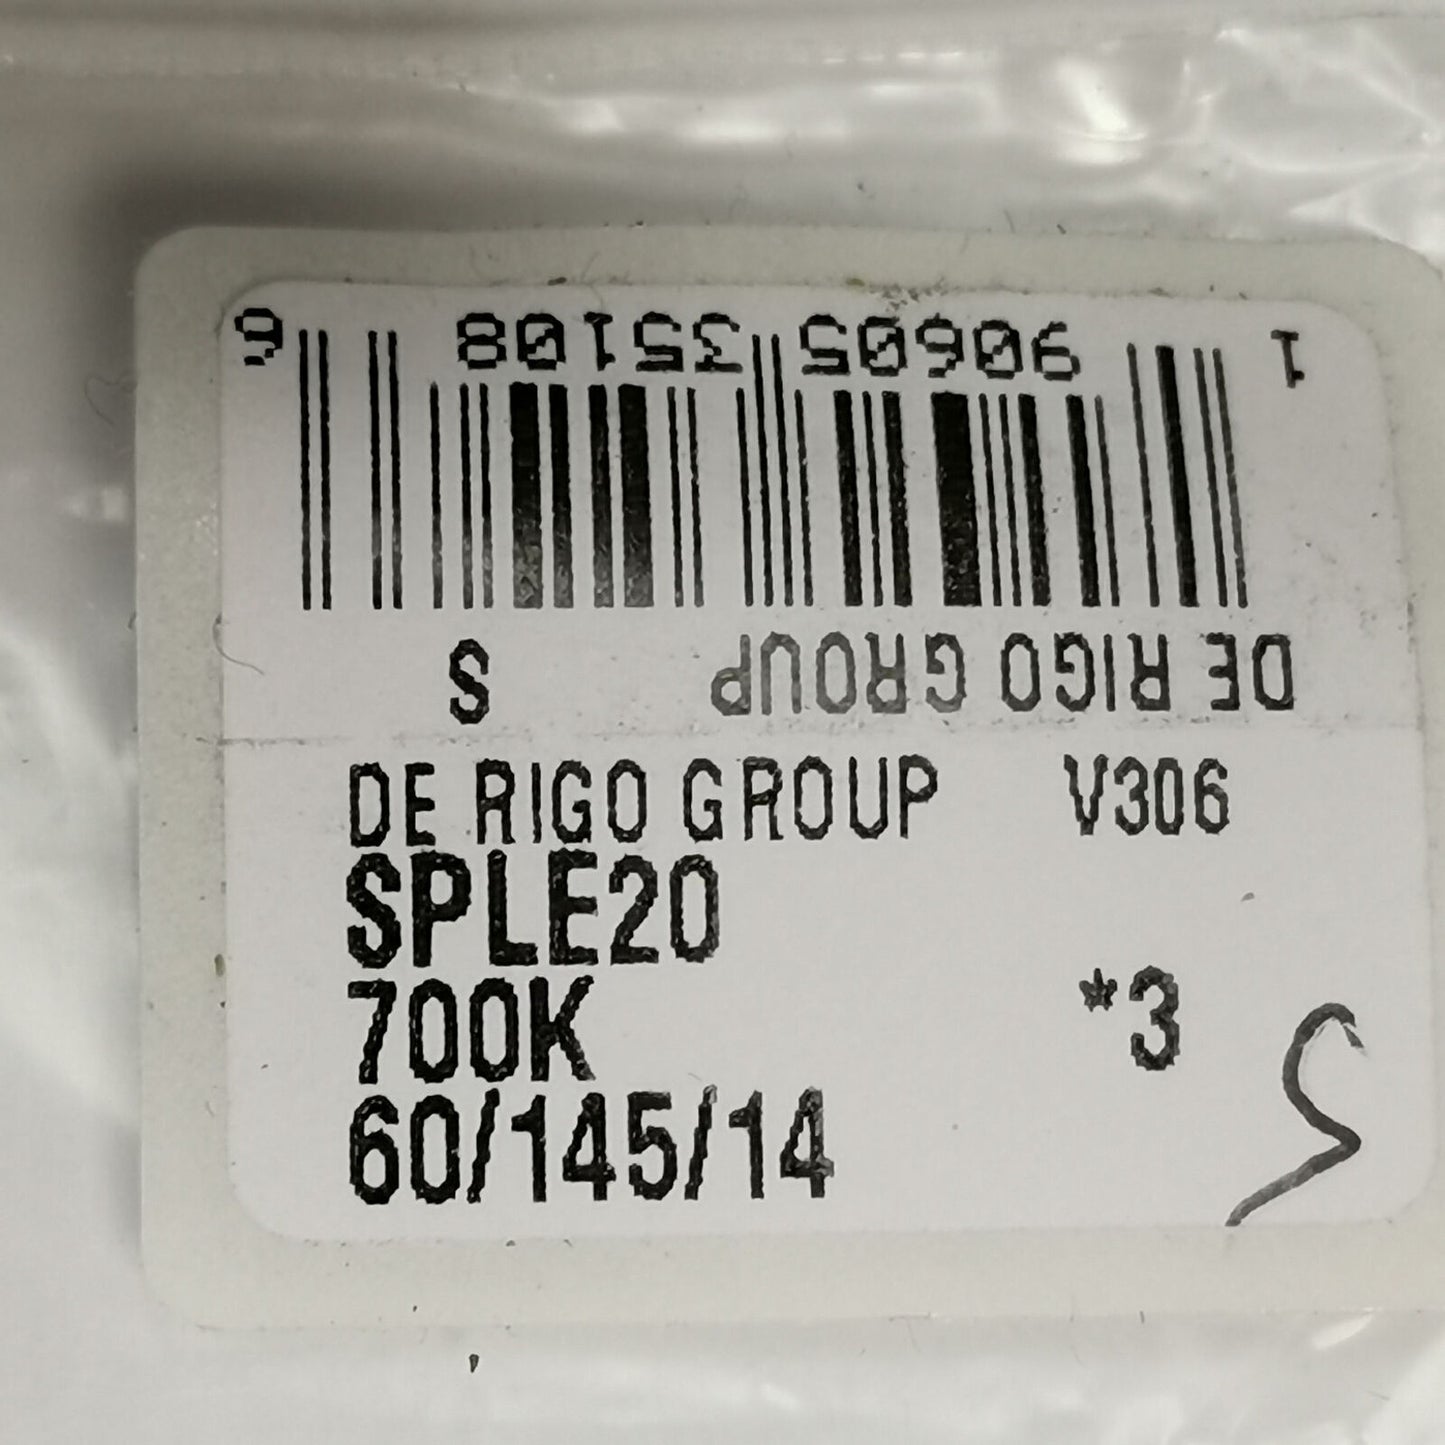 1 90605 35108 6
DE RIGO GROUP S
DE RIGO GROUP V306
SPLE20
700K *3
60/145/14